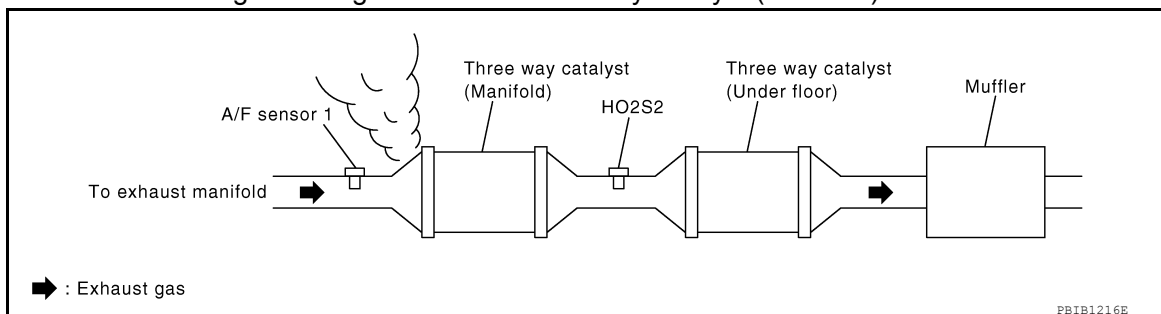 Three way catalyst
(Manifold)
Three way catalyst
(Under floor)
Muffler
HO2S2
A/F sensor 1
To exhaust manifold
: Exhaust gas
PBIB1216E